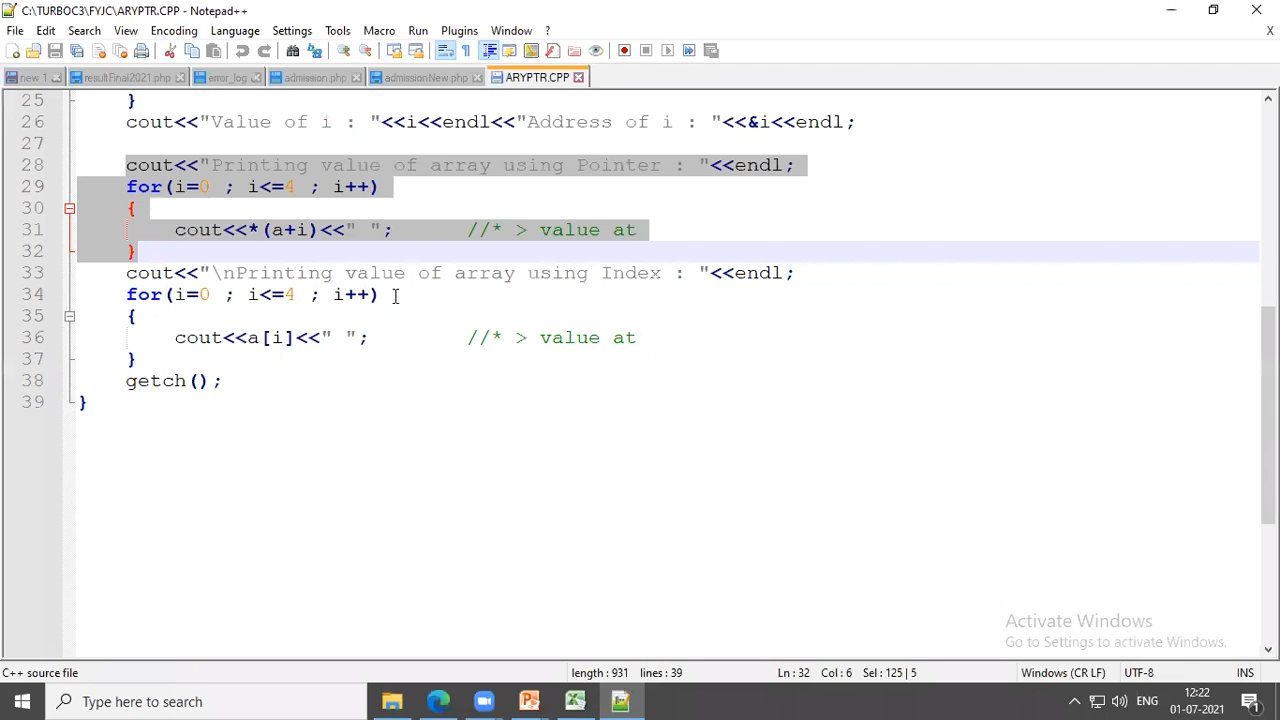 C:\TURBOC3\FYJC\ARYPTR.CPP - Notepad++
File Edit Search View Encoding Language Settings Tools Macro Run Plugins Window ? X
new 1 resultFinal2021.php error_log admission.php admissionNew.php ARYPTR.CPP
25 }
26 cout<<"Value of i : "<<i<<endl<<"Address of i : "<<&i<<endl;
27
28 cout<<"Printing value of array using Pointer : "<<endl;
29 for(i=0 ; i<=4 ; i++)
30 {
31 cout<<*(a+i)<<" "; //* > value at
32 }
33 cout<<"\nPrinting value of array using Index : "<<endl;
34 for(i=0 ; i<=4 ; i++)
35 {
36 cout<<a[i]<<" "; //* > value at
37 }
38 getch();
39 }
Activate Windows
Go to Settings to activate Windows.
C++ source file length : 931 lines : 39 Ln : 32 Col : 6 Sel : 125 | 5 Windows (CR LF) UTF-8 INS
Type here to search ENG 12:22
01-07-2021